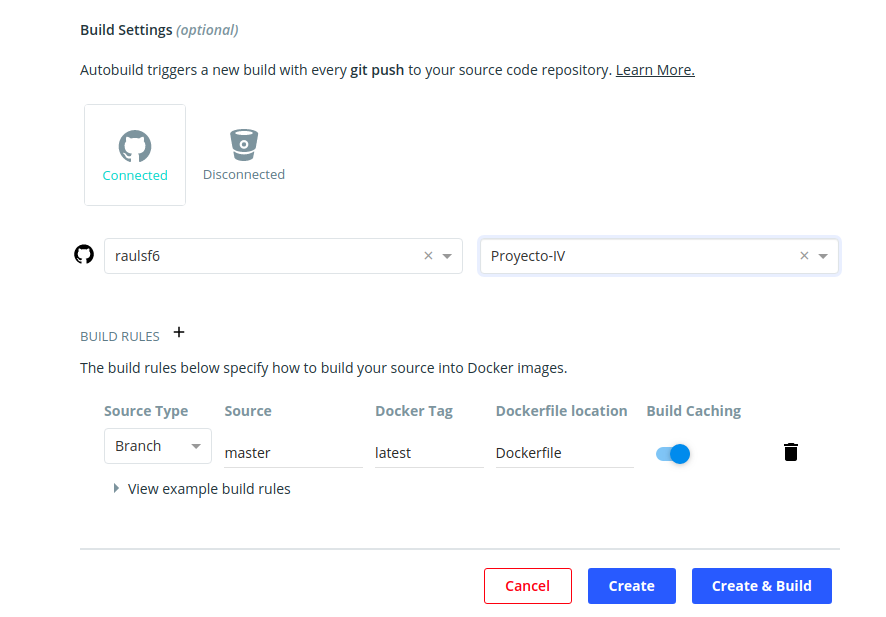 Build Settings (optional)
Autobuild triggers a new build with every git push to your source code repository. Learn More.
Connected
Disconnected
raulsf6
Proyecto-IV
BUILD RULES
The build rules below specify how to build your source into Docker images.
Source Type Source Docker Tag Dockerfile location Build Caching
Branch master latest Dockerfile
View example build rules
Cancel Create Create & Build